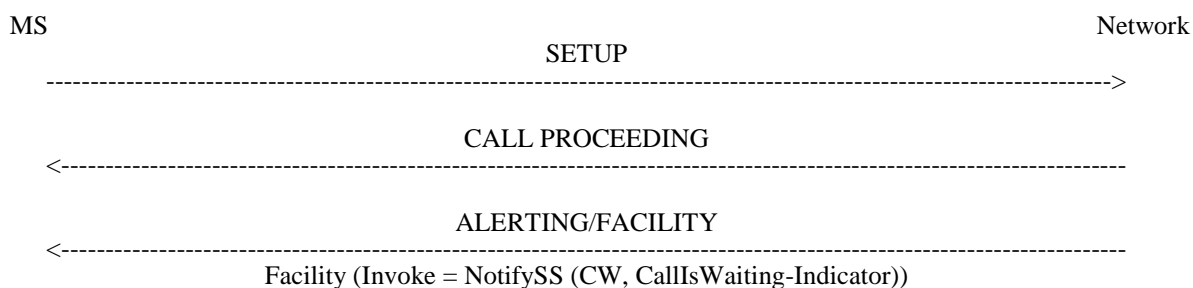 MS Network
SETUP
------------------------------------------------------------------------------------------------------------------------>
CALL PROCEEDING
<------------------------------------------------------------------------------------------------------------------------
ALERTING/FACILITY
<------------------------------------------------------------------------------------------------------------------------
Facility (Invoke = NotifySS (CW, CallIsWaiting-Indicator))